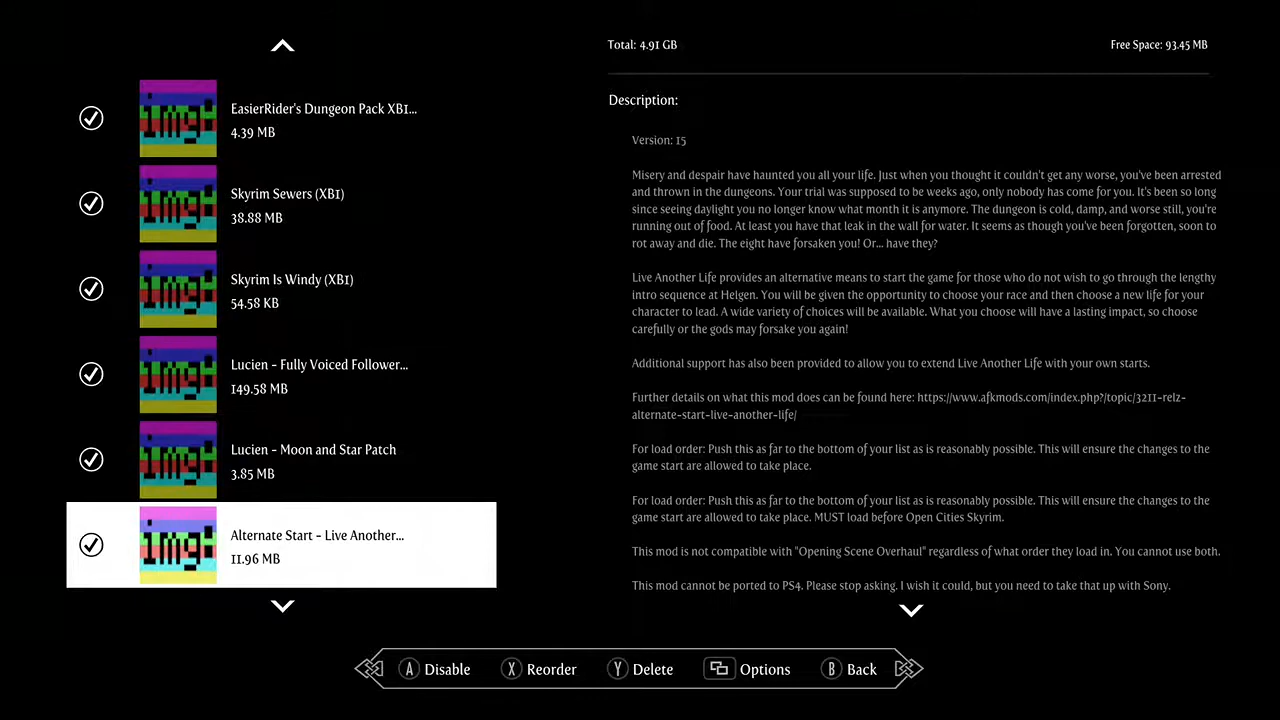 Total: 4.91 GB
Free Space: 93.45 MB
EasierRider's Dungeon Pack XB1...
4.39 MB
Skyrim Sewers (XB1)
38.88 MB
Skyrim Is Windy (XB1)
54.58 KB
Lucien - Fully Voiced Follower...
149.58 MB
Lucien - Moon and Star Patch
3.85 MB
Alternate Start - Live Another...
11.96 MB
Description:
Version: 15
Misery and despair have haunted you all your life. Just when you thought it couldn't get any worse, you've been arrested
and thrown in the dungeons. Your trial was supposed to be weeks ago, only nobody has come for you. It's been so long
since seeing daylight you no longer know what month it is anymore. The dungeon is cold, damp, and worse still, you're
running out of food. At least you have that leak in the wall for water. It seems as though you've been forgotten, soon to
rot away and die. The eight have forsaken you! Or... have they?
Live Another Life provides an alternative means to start the game for those who do not wish to go through the lengthy
intro sequence at Helgen. You will be given the opportunity to choose your race and then choose a new life for your
character to lead. A wide variety of choices will be available. What you choose will have a lasting impact, so choose
carefully or the gods may forsake you again!
Additional support has also been provided to allow you to extend Live Another Life with your own starts.
Further details on what this mod does can be found here: https://www.afkmods.com/index.php?/topic/3211-relz-
alternate-start-live-another-life/
For load order: Push this as far to the bottom of your list as is reasonably possible. This will ensure the changes to the
game start are allowed to take place.
For load order: Push this as far to the bottom of your list as is reasonably possible. This will ensure the changes to the
game start are allowed to take place. MUST load before Open Cities Skyrim.
This mod is not compatible with "Opening Scene Overhaul" regardless of what order they load in. You cannot use both.
This mod cannot be ported to PS4. Please stop asking. I wish it could, but you need to take that up with Sony.
A Disable X Reorder Y Delete Options B Back